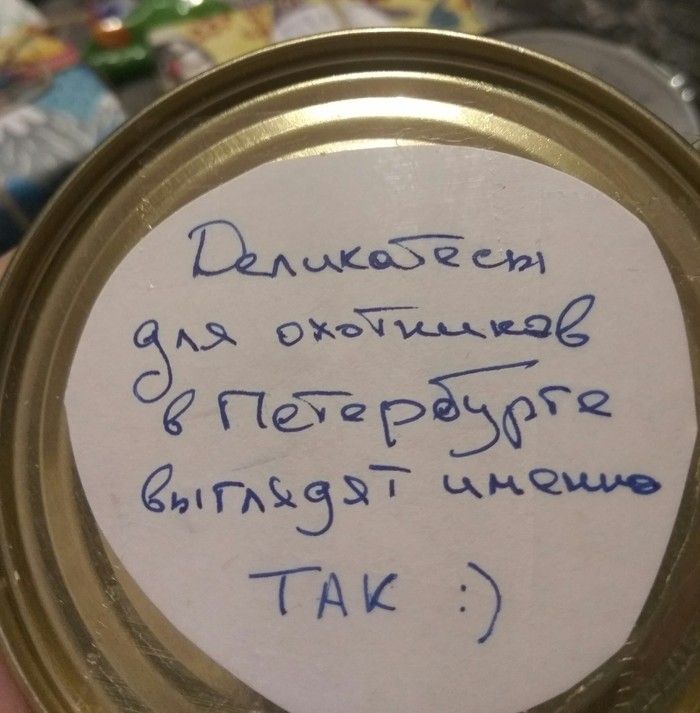 Деликатесы
для охотников
в Петербурге
выглядят именно
ТАК :)